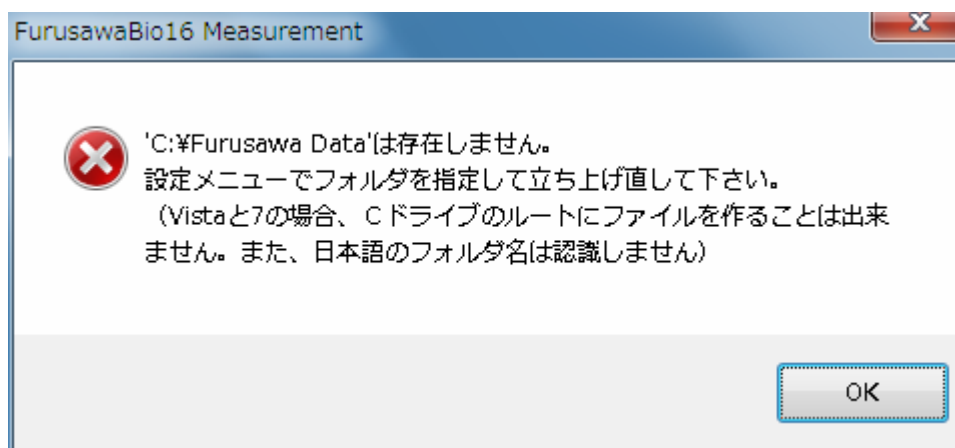 FurusawaBio16 Measurement
'C:¥Furusawa Data'は存在しません。
設定メニューでフォルダを指定して立ち上げ直して下さい。
（Vistaと7の場合、Ｃドライブのルートにファイルを作ることは出来
ません。また、日本語のフォルダ名は認識しません）
OK